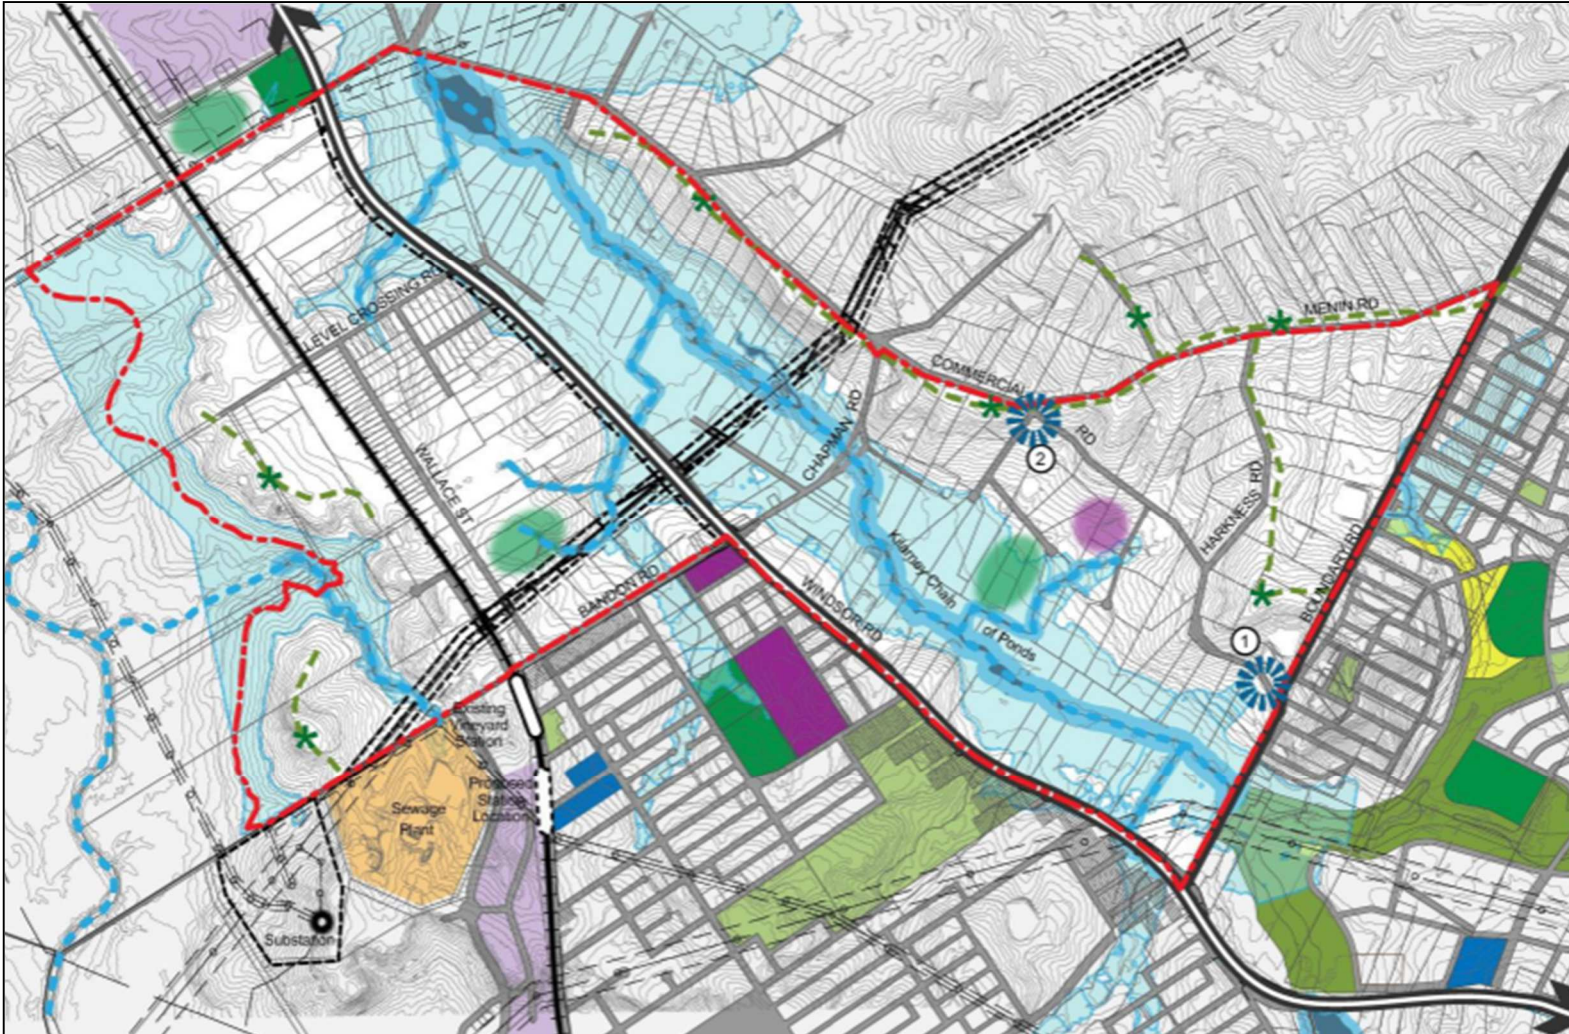 MENIN RD
LEVEL CROSSING RD
COMMERCIAL
RD
CHAPMAN RD
2
WALLACE ST
HARKNESS RD
BOUNDARY RD
Killarney Chain
of Ponds
BANDON RD
WINDSOR RD
1
Existing
Vineyard
Station
Proposed
Station
Location
Sewage
Plant
Substation